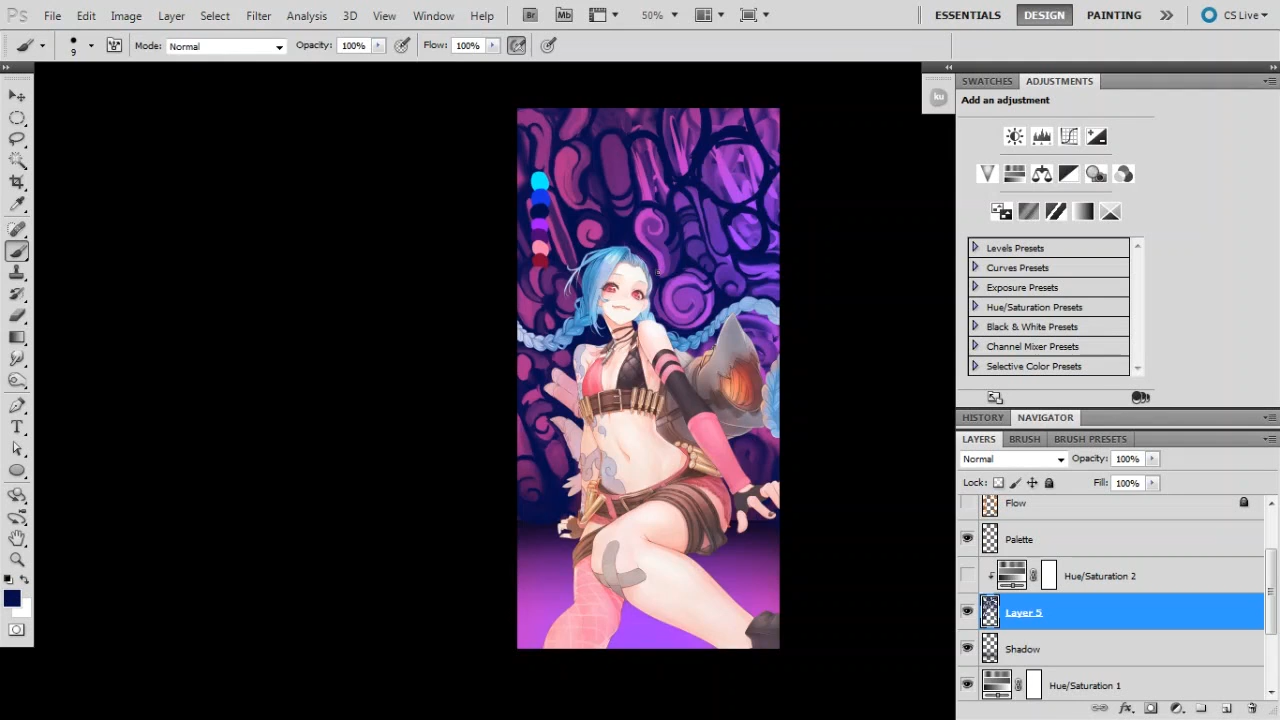 Ps File Edit Image Layer Select Filter Analysis 3D View Window Help Br Mb 50% ESSENTIALS DESIGN PAINTING CS Live
9 Mode: Normal Opacity: 100% Flow: 100%
SWATCHES ADJUSTMENTS
Add an adjustment
ku
Levels Presets
Curves Presets
Exposure Presets
Hue/Saturation Presets
Black & White Presets
Channel Mixer Presets
Selective Color Presets
HISTORY NAVIGATOR
LAYERS BRUSH BRUSH PRESETS
Normal Opacity: 100%
Lock: Fill: 100%
Flow
Palette
Hue/Saturation 2
Layer 5
Shadow
Hue/Saturation 1